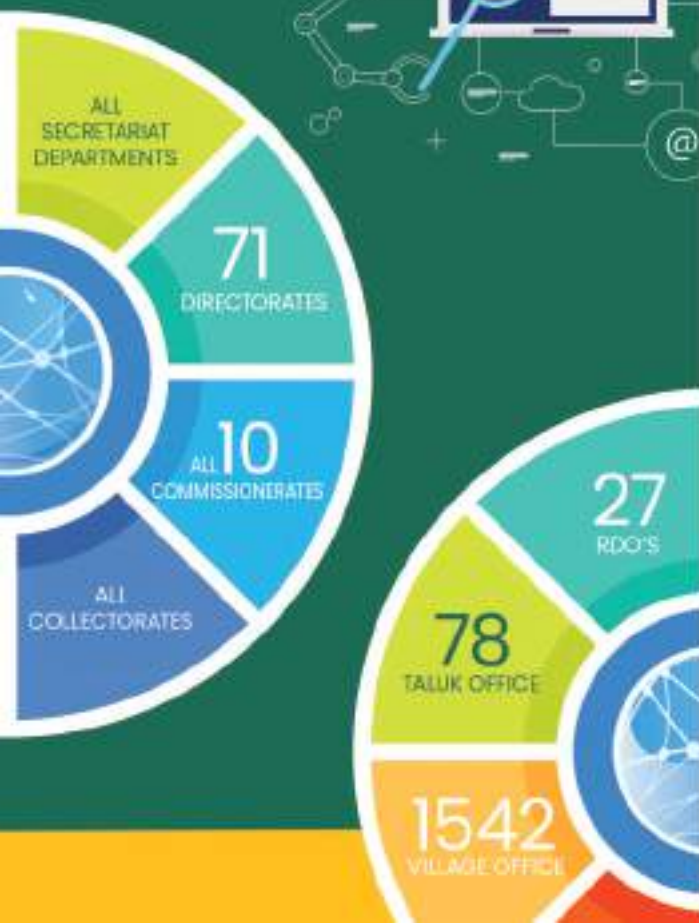 @
ALL
SECRETARIAT
DEPARTMENTS
71
DIRECTORATES
ALL 10
COMMISSIONERATES
ALL
COLLECTORATES
27
RDO'S
78
TALUK OFFICE
1542
VILLAGE OFFICE